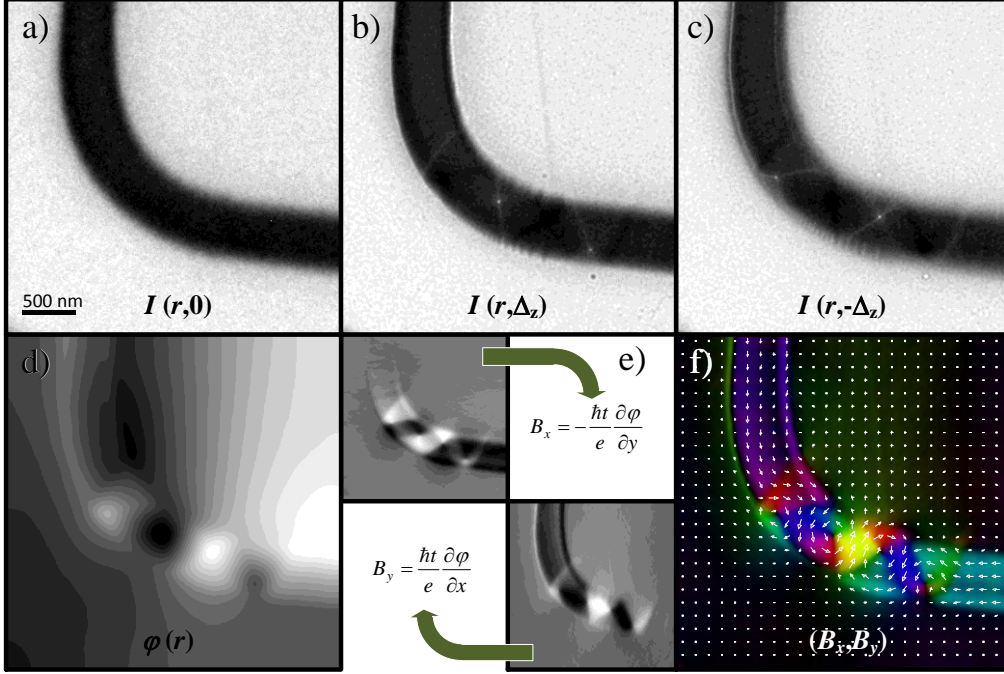 a)
b)
c)
500 nm
I (r,0)
I (r,Δz)
I (r,-Δz)
d)
e)
f)
Bx = - ħt/e ∂φ/∂y
By = ħt/e ∂φ/∂x
φ(r)
(Bx,By)